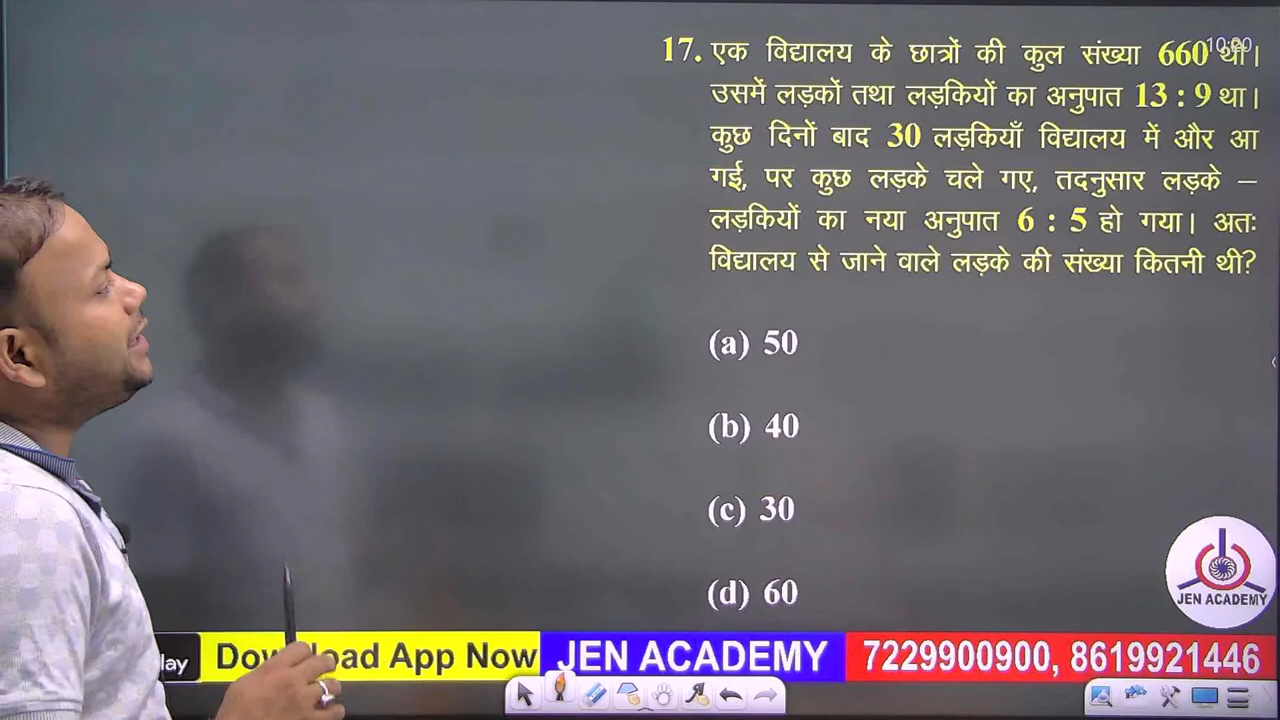 17. एक विद्यालय के छात्रों की कुल संख्या 660 थी।
उसमें लड़कों तथा लड़कियों का अनुपात 13 : 9 था।
कुछ दिनों बाद 30 लड़कियाँ विद्यालय में और आ
गई, पर कुछ लड़के चले गए, तदनुसार लड़के –
लड़कियों का नया अनुपात 6 : 5 हो गया। अतः
विद्यालय से जाने वाले लड़के की संख्या कितनी थी?
(a) 50
(b) 40
(c) 30
(d) 60
10:20
JEN ACADEMY
Download App Now
JEN ACADEMY
7229900900, 8619921446